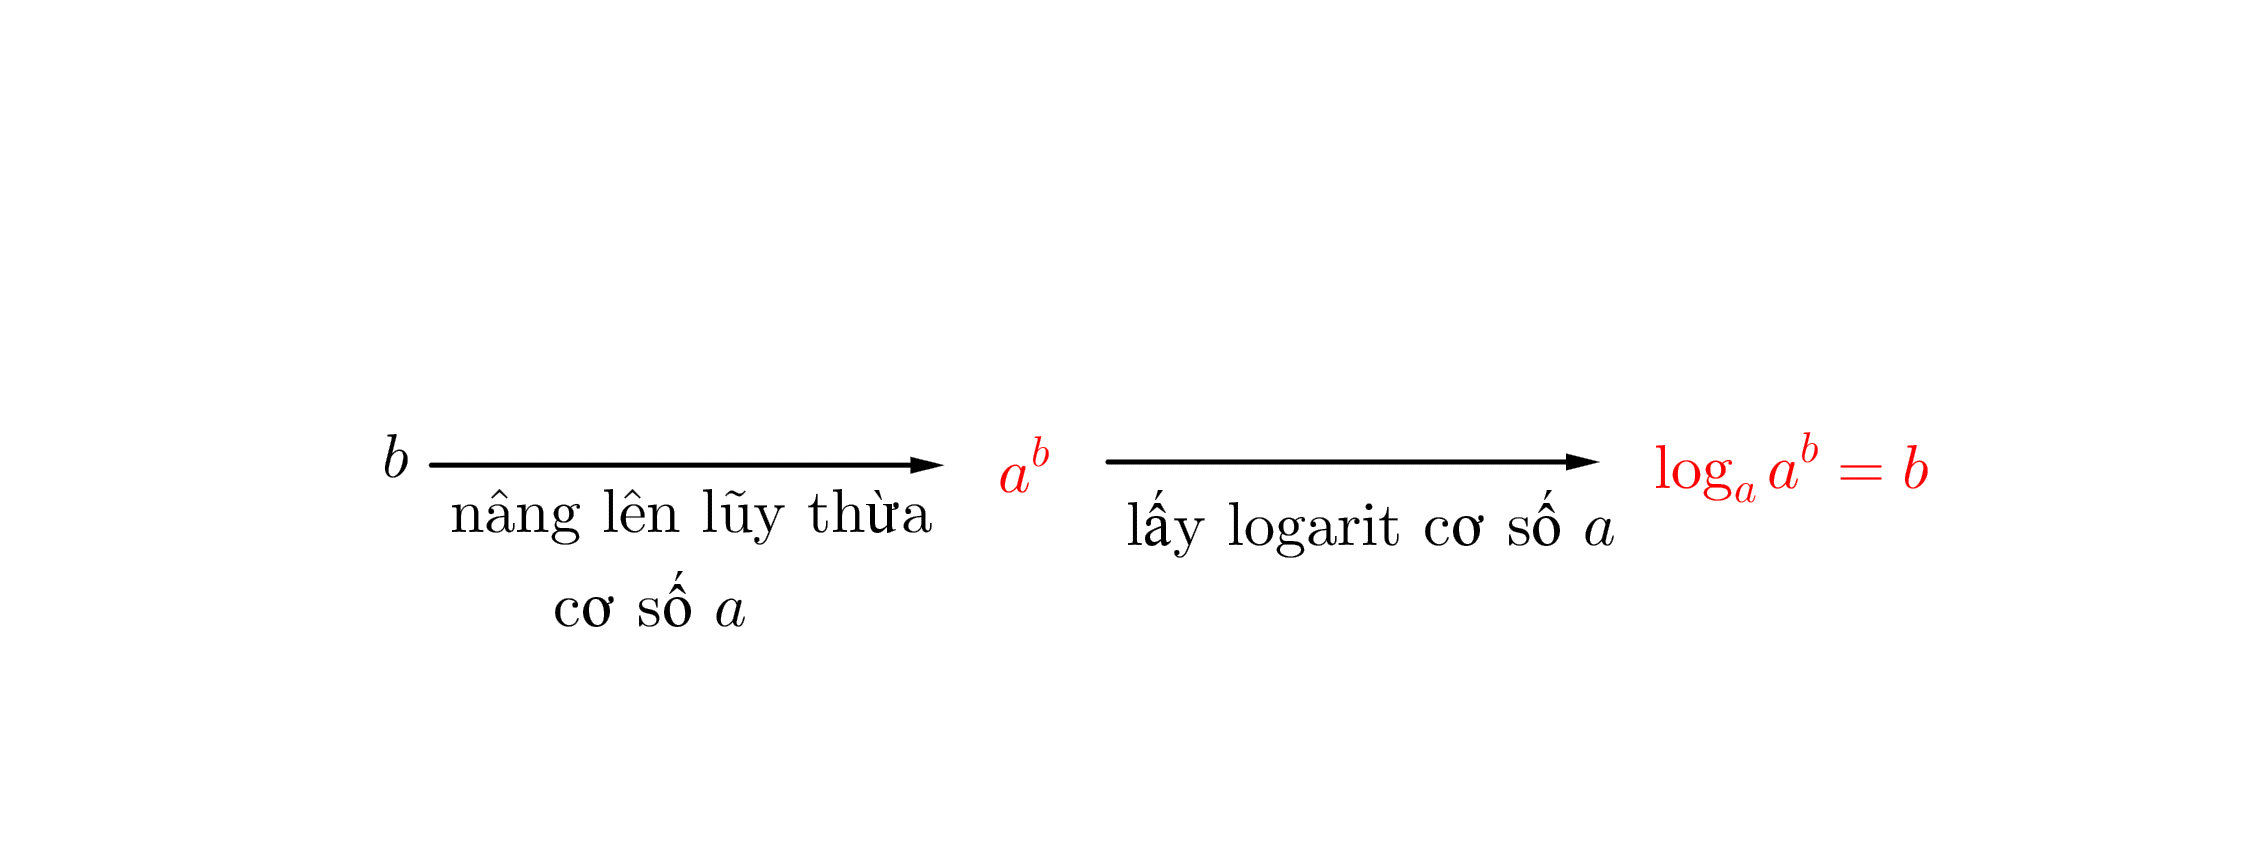 b a^b log_a a^b = b
nâng lên lũy thừa lấy logarit cơ số a
cơ số a